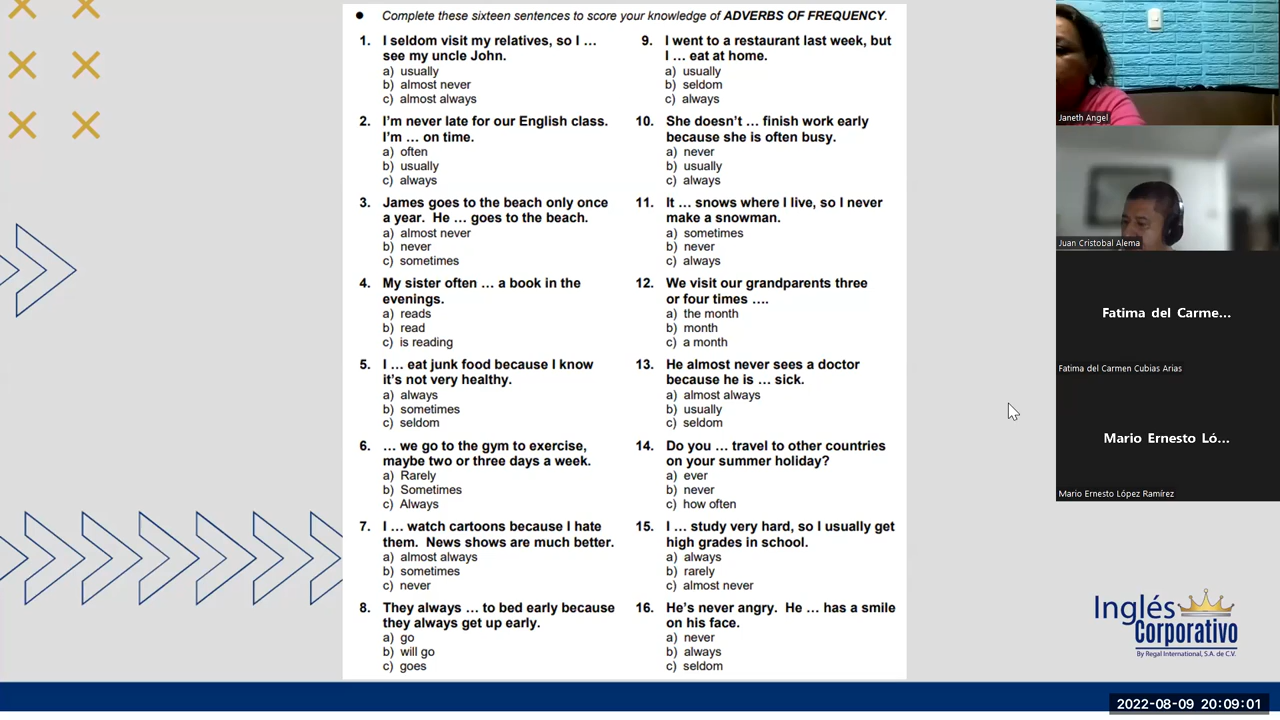 ● Complete these sixteen sentences to score your knowledge of ADVERBS OF FREQUENCY.
1. I seldom visit my relatives, so I …
see my uncle John.
a) usually
b) almost never
c) almost always
2. I’m never late for our English class.
I’m … on time.
a) often
b) usually
c) always
3. James goes to the beach only once
a year. He … goes to the beach.
a) almost never
b) never
c) sometimes
4. My sister often … a book in the
evenings.
a) reads
b) read
c) is reading
5. I … eat junk food because I know
it’s not very healthy.
a) always
b) sometimes
c) seldom
6. … we go to the gym to exercise,
maybe two or three days a week.
a) Rarely
b) Sometimes
c) Always
7. I … watch cartoons because I hate
them. News shows are much better.
a) almost always
b) sometimes
c) never
8. They always … to bed early because
they always get up early.
a) go
b) will go
c) goes
9. I went to a restaurant last week, but
I … eat at home.
a) usually
b) seldom
c) always
10. She doesn’t … finish work early
because she is often busy.
a) never
b) usually
c) always
11. It … snows where I live, so I never
make a snowman.
a) sometimes
b) never
c) always
12. We visit our grandparents three
or four times ….
a) the month
b) month
c) a month
13. He almost never sees a doctor
because he is … sick.
a) almost always
b) usually
c) seldom
14. Do you … travel to other countries
on your summer holiday?
a) ever
b) never
c) how often
15. I … study very hard, so I usually get
high grades in school.
a) always
b) rarely
c) almost never
16. He’s never angry. He … has a smile
on his face.
a) never
b) always
c) seldom
Janeth Angel
Juan Cristobal Alema
Fatima del Carme...
Fatima del Carmen Cubias Arias
Mario Ernesto Ló...
Mario Ernesto López Ramírez
Inglés
Corporativo
By Regal International, S.A. de C.V.
2022-08-09 20:09:01